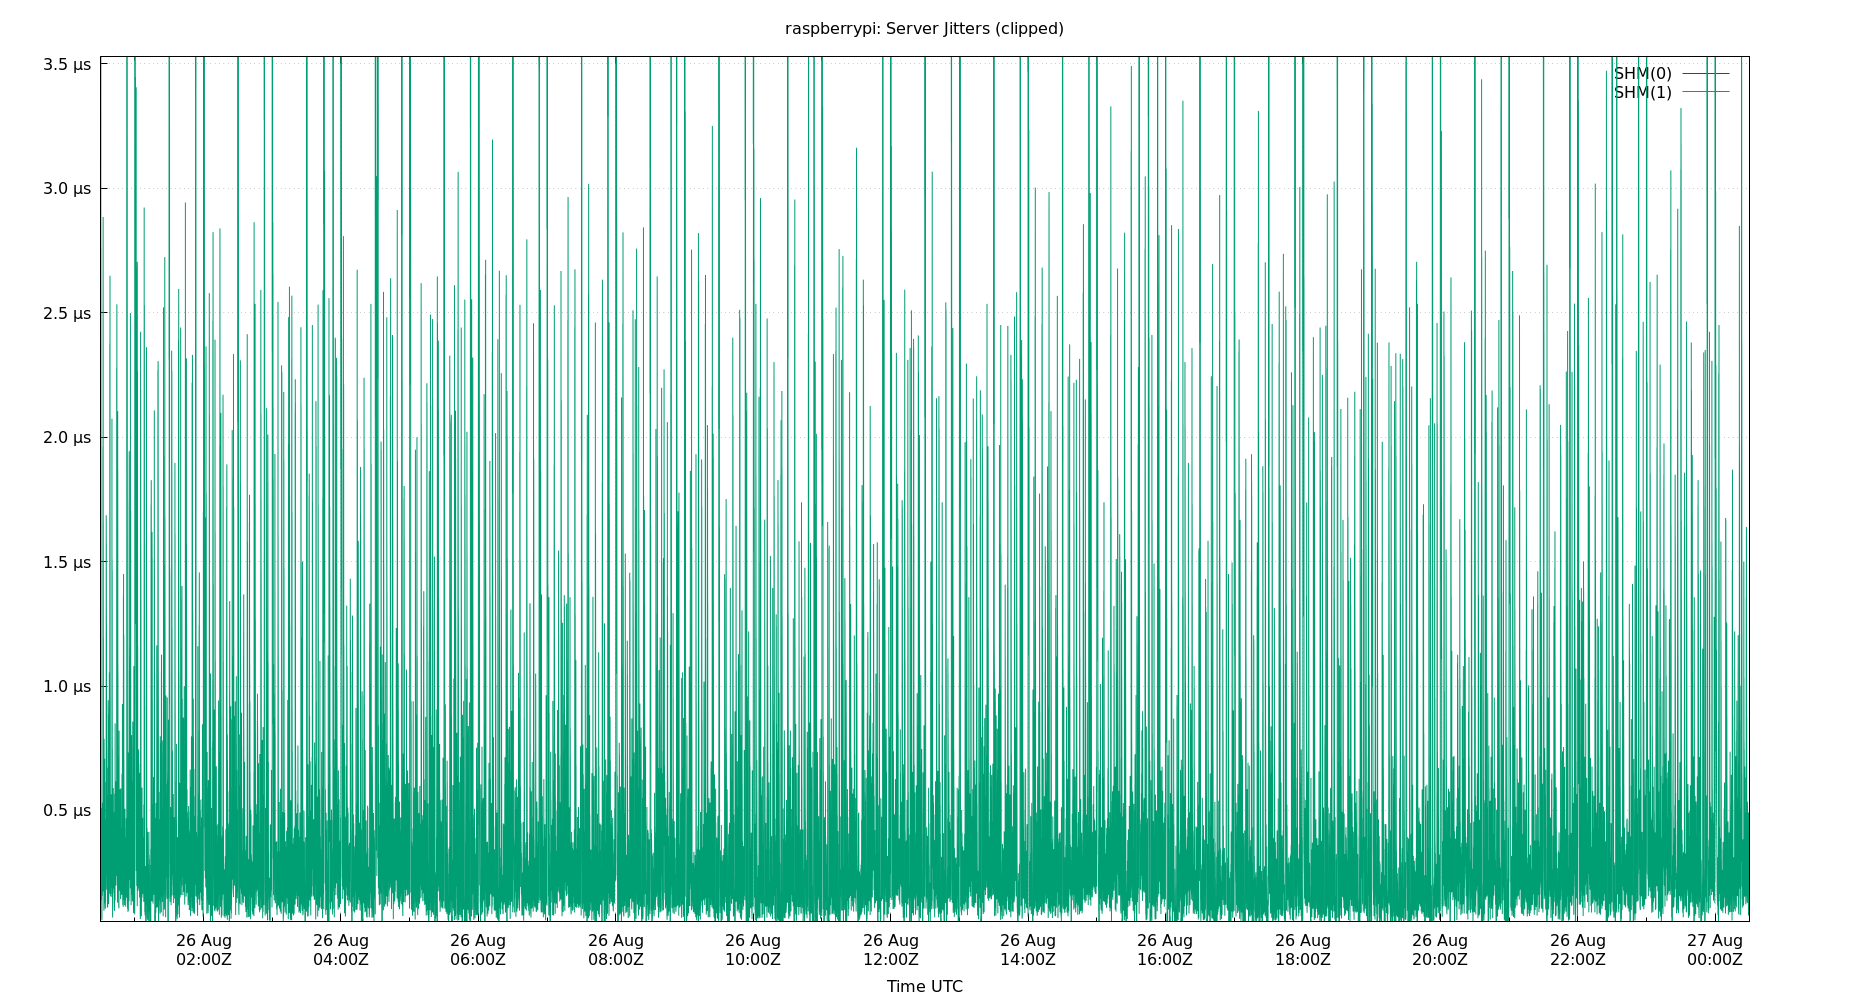 raspberrypi: Server Jitters (clipped)
3.5 µs
3.0 µs
2.5 µs
2.0 µs
1.5 µs
1.0 µs
0.5 µs
SHM(0)
SHM(1)
26 Aug 26 Aug 26 Aug 26 Aug 26 Aug 26 Aug 26 Aug 26 Aug 26 Aug 26 Aug 26 Aug 27 Aug
02:00Z 04:00Z 06:00Z 08:00Z 10:00Z 12:00Z 14:00Z 16:00Z 18:00Z 20:00Z 22:00Z 00:00Z
Time UTC